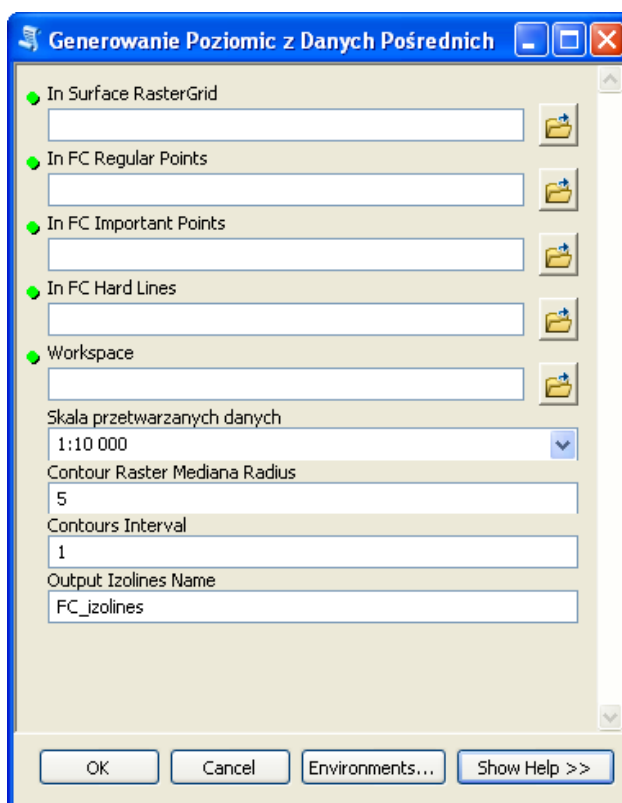 Generowanie Poziomic z Danych Pośrednich
In Surface RasterGrid
In FC Regular Points
In FC Important Points
In FC Hard Lines
Workspace
Skala przetwarzanych danych
1:10 000
Contour Raster Mediana Radius
5
Contours Interval
1
Output Izolines Name
FC_izolines
OK Cancel Environments... Show Help >>